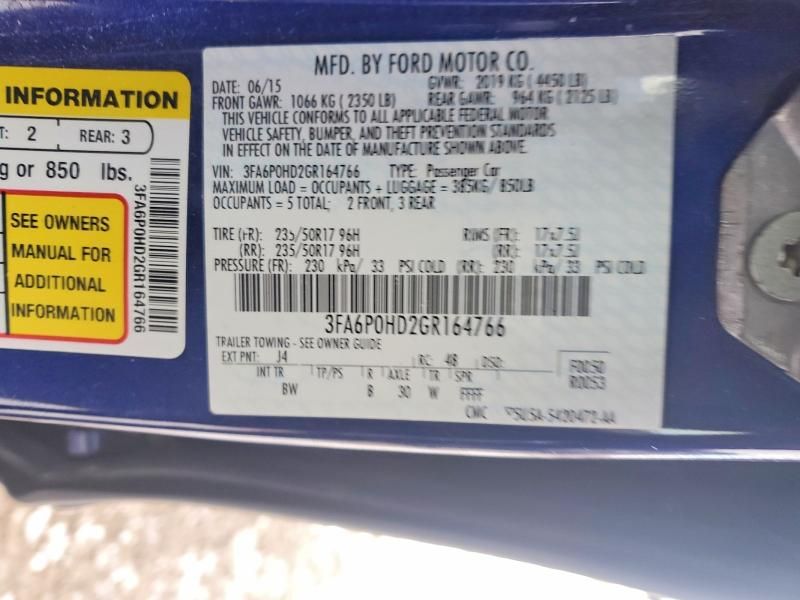 INFORMATION
T: 2 REAR: 3
g or 850 lbs.
SEE OWNERS
MANUAL FOR
ADDITIONAL
INFORMATION
3FA6P0HD2GR164766
MFD. BY FORD MOTOR CO.
DATE: 06/15 GVWR: 2019 KG ( 4450 LB)
FRONT GAWR: 1066 KG ( 2350 LB) REAR GAWR: 964 KG ( 2125 LB)
THIS VEHICLE CONFORMS TO ALL APPLICABLE FEDERAL MOTOR
VEHICLE SAFETY, BUMPER, AND THEFT PREVENTION STANDARDS
IN EFFECT ON THE DATE OF MANUFACTURE SHOWN ABOVE.
VIN: 3FA6P0HD2GR164766 TYPE: Passenger Car
MAXIMUM LOAD = OCCUPANTS + LUGGAGE = 385KG/ 850LB
OCCUPANTS = 5 TOTAL; 2 FRONT, 3 REAR
TIRE (FR): 235/50R17 96H RIMS (FR): 17x7.5J
(RR): 235/50R17 96H (RR): 17x7.5J
PRESSURE (FR): 230 kPa/ 33 PSI COLD (RR): 230 kPa/ 33 PSI COLD
3FA6P0HD2GR164766
TRAILER TOWING - SEE OWNER GUIDE
EXT PNT: J4 RC: 48 DSO: F0050
INT TR TP/PS R AXLE TR SPR R0053
BW B 30 W FFFF
CMC 5U5A-5420472-AA